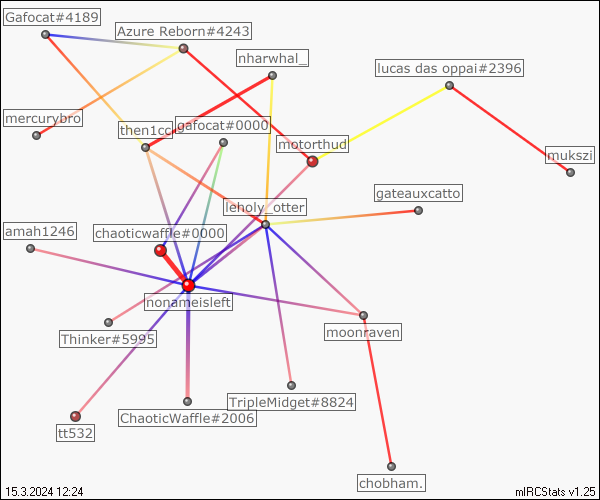 Gafocat#4189
Azure Reborn#4243
nharwhal_
lucas das oppai#2396
mercurybro
then1cc
gafocat#0000
motorthud
mukszi
gateauxcatto
leholy_otter
amah1246
chaoticwaffle#0000
nonameisleft
Thinker#5995
moonraven
TripleMidget#8824
ChaoticWaffle#2006
tt532
chobham.
15.3.2024 12:24
mIRCStats v1.25